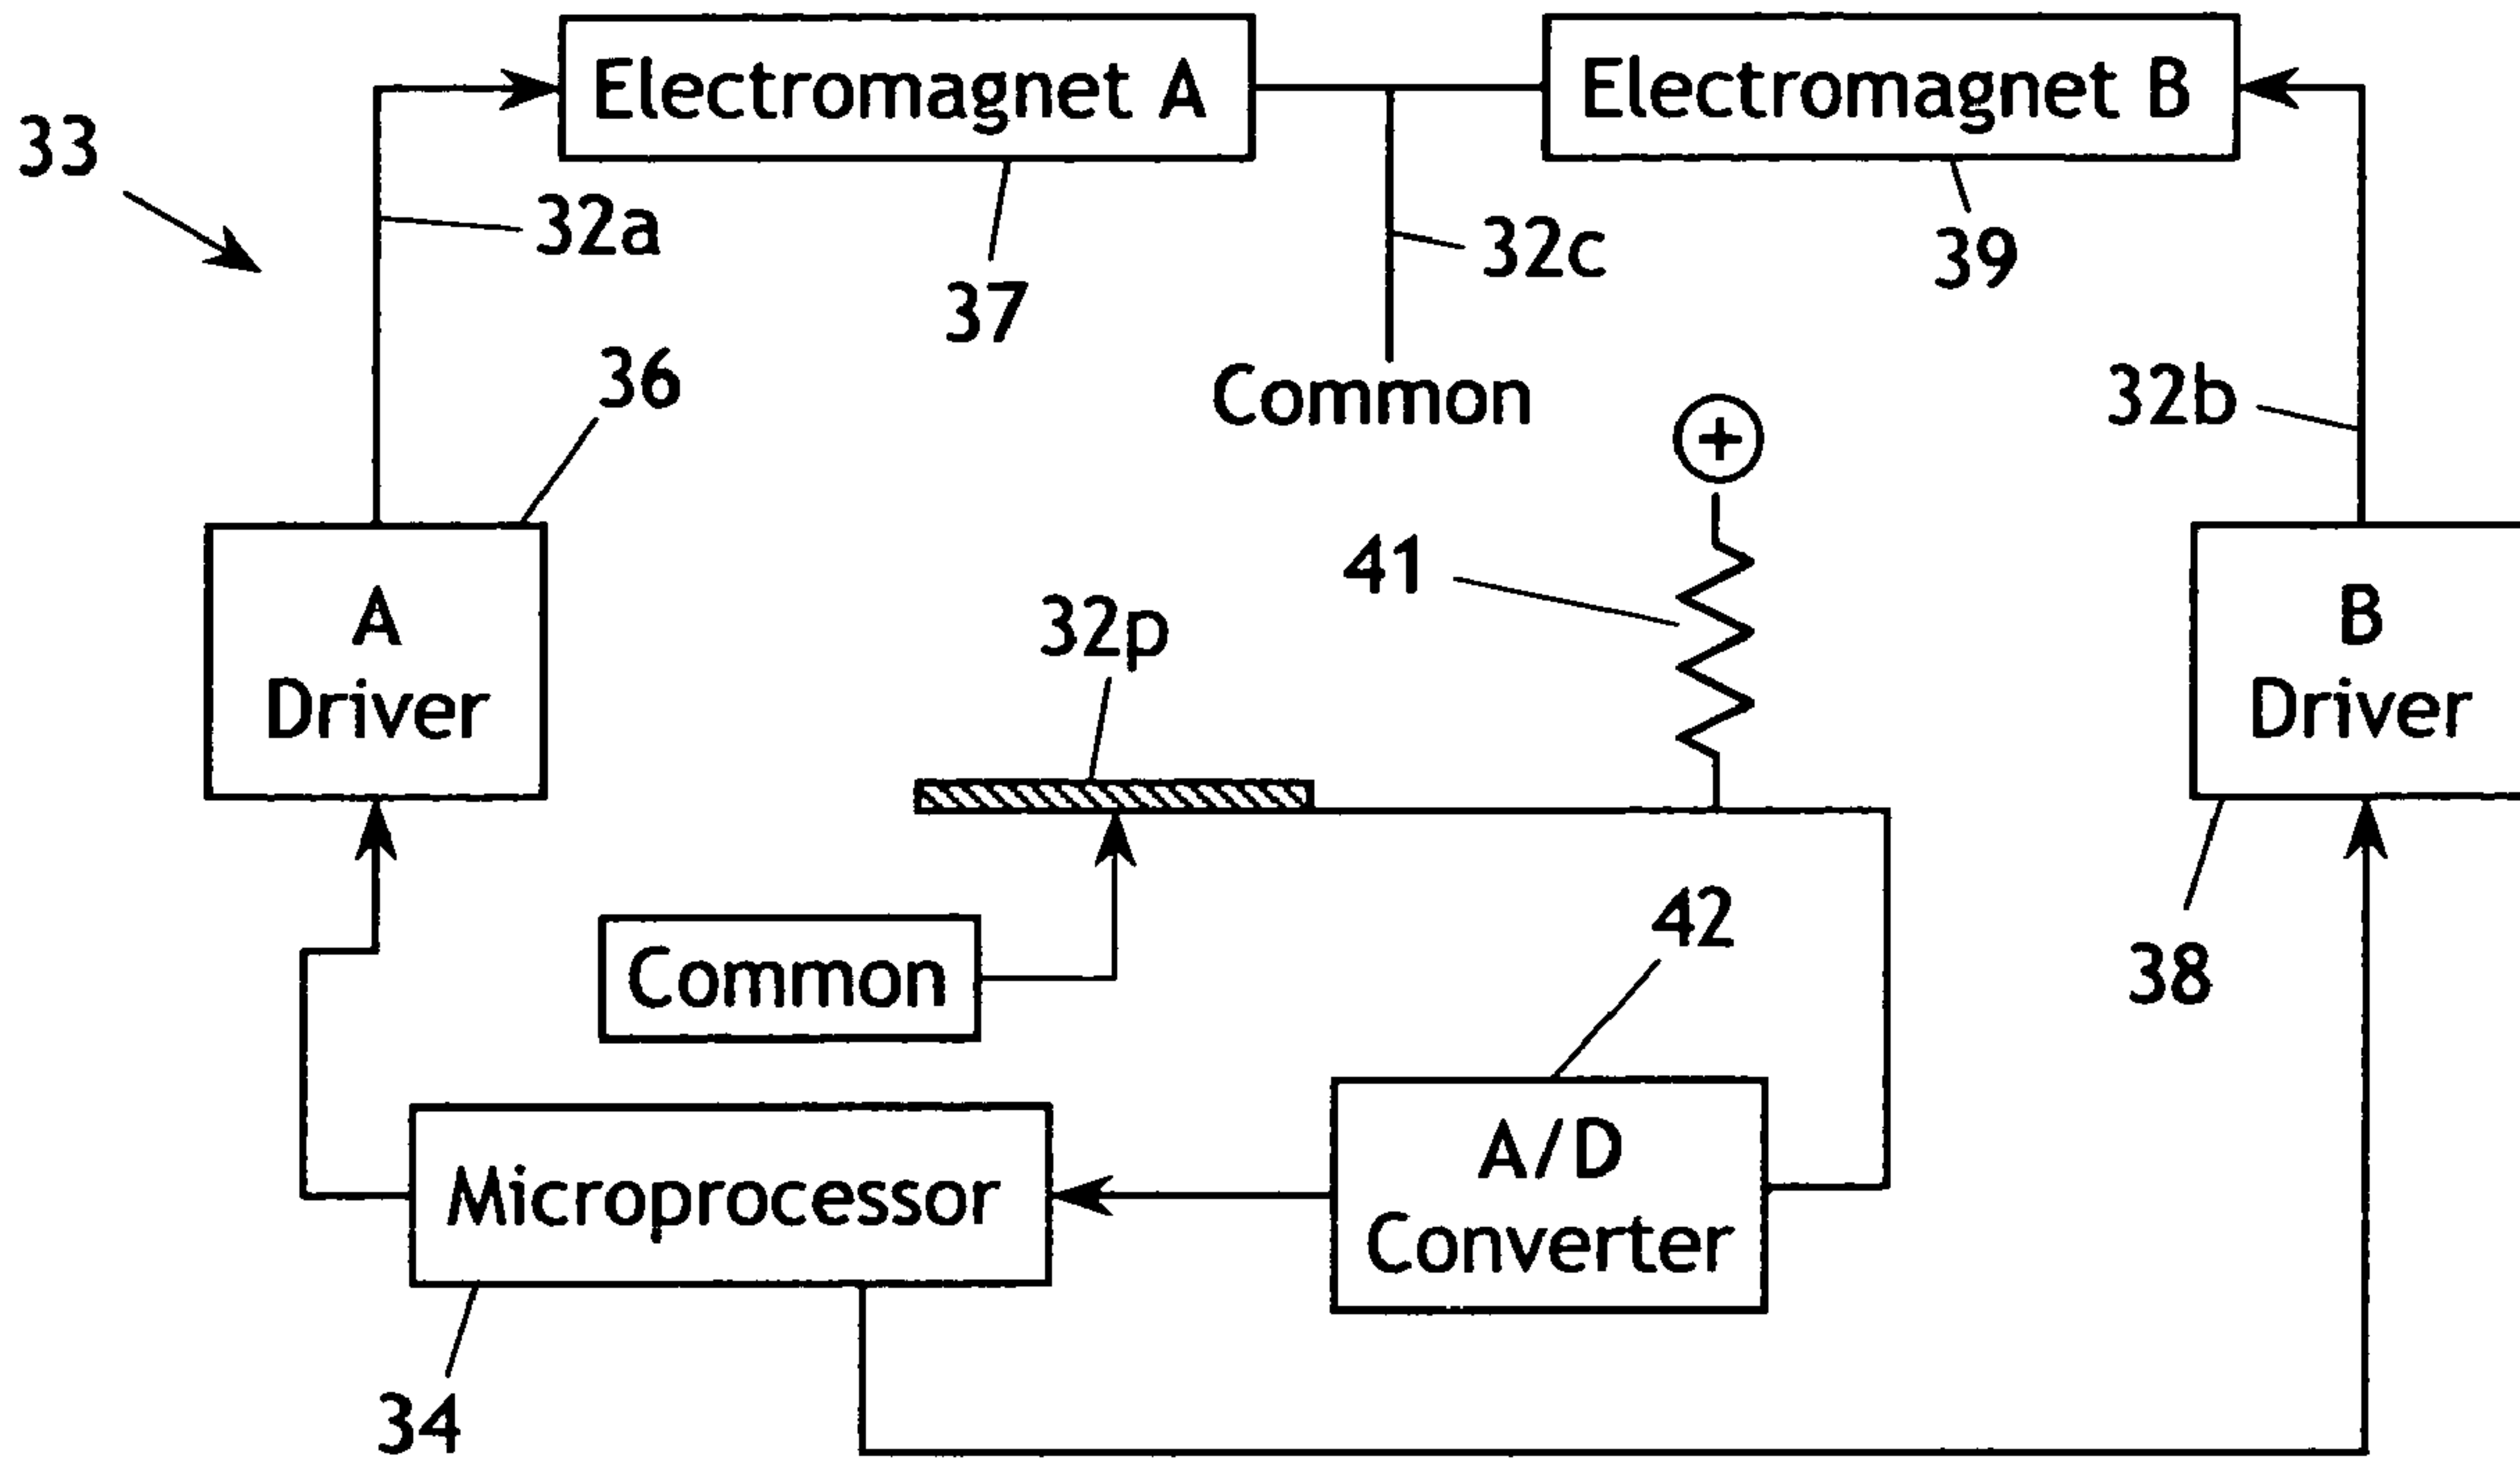 Electromagnet A
Electromagnet B
33
32a
32c
37
39
36
Common
32b
+
41
A
Driver
32p
B
Driver
42
Common
38
A/D
Converter
Microprocessor
34